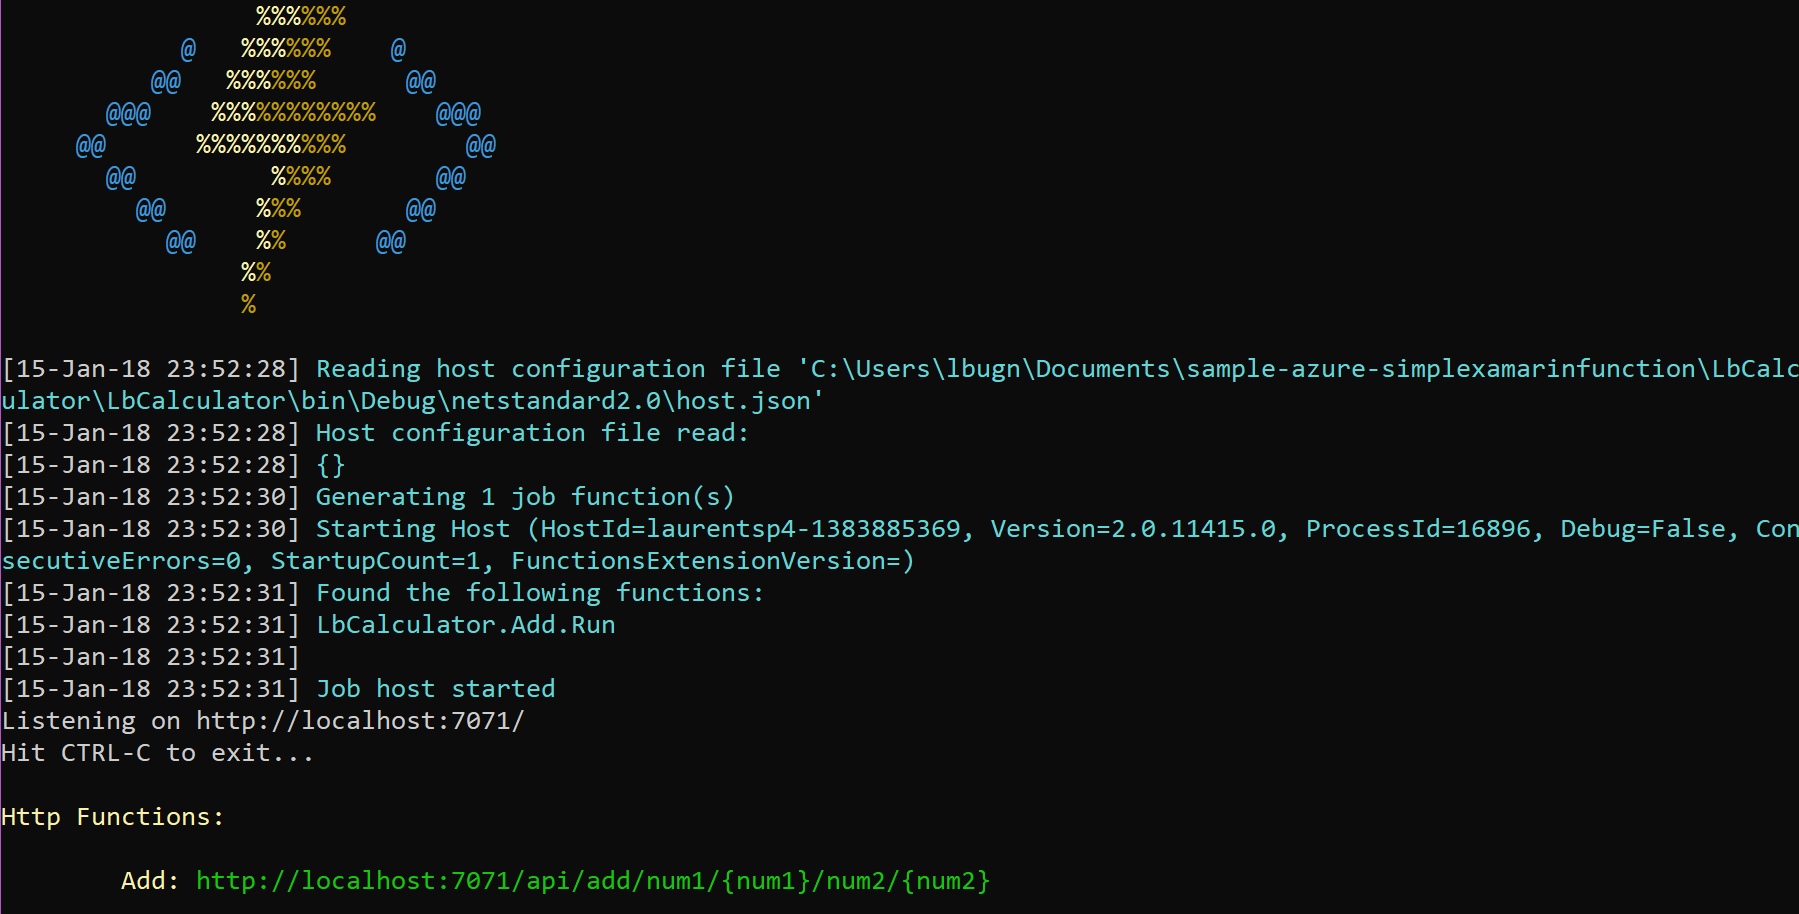 %%%%%%
@ %%%%%% @
@@ %%%%%% @@
@@@ %%%%%%%%%%% @@@
@@ %%%%%%%%%% @@
@@ %%%% @@
@@ %%% @@
@@ %% @@
%%
%
[15-Jan-18 23:52:28] Reading host configuration file 'C:\Users\lbugn\Documents\sample-azure-simplexamarinfunction\LbCalc
ulator\LbCalculator\bin\Debug\netstandard2.0\host.json'
[15-Jan-18 23:52:28] Host configuration file read:
[15-Jan-18 23:52:28] {}
[15-Jan-18 23:52:30] Generating 1 job function(s)
[15-Jan-18 23:52:30] Starting Host (HostId=laurentsp4-1383885369, Version=2.0.11415.0, ProcessId=16896, Debug=False, Con
secutiveErrors=0, StartupCount=1, FunctionsExtensionVersion=)
[15-Jan-18 23:52:31] Found the following functions:
[15-Jan-18 23:52:31] LbCalculator.Add.Run
[15-Jan-18 23:52:31]
[15-Jan-18 23:52:31] Job host started
Listening on http://localhost:7071/
Hit CTRL-C to exit...
Http Functions:
Add: http://localhost:7071/api/add/num1/{num1}/num2/{num2}